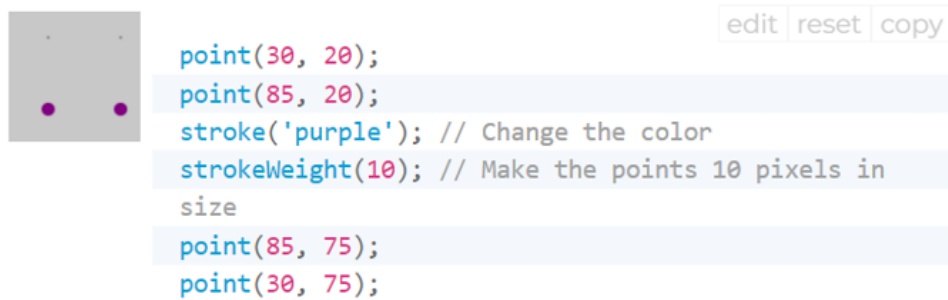 edit reset copy
point(30, 20);
point(85, 20);
stroke('purple'); // Change the color
strokeWeight(10); // Make the points 10 pixels in
size
point(85, 75);
point(30, 75);